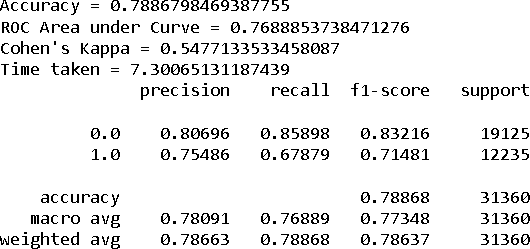 Accuracy = 0.7886798469387755
ROC Area under Curve = 0.7688853738471276
Cohen's Kappa = 0.5477133533458087
Time taken = 7.30065131187439
precision recall f1-score support
0.0 0.80696 0.85898 0.83216 19125
1.0 0.75486 0.67879 0.71481 12235
accuracy 0.78868 31360
macro avg 0.78091 0.76889 0.77348 31360
weighted avg 0.78663 0.78868 0.78637 31360